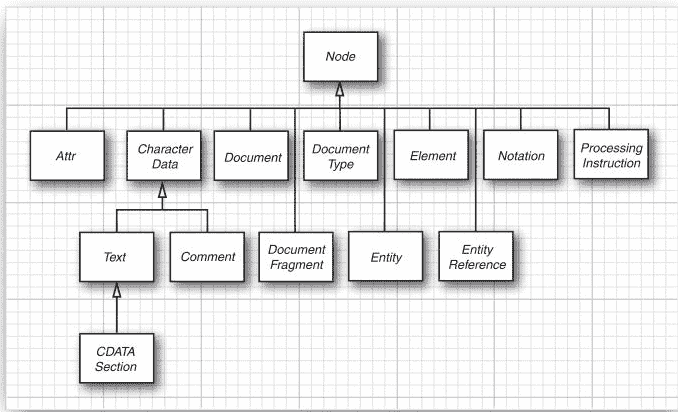 Node
Attr
Character
Data
Document
Document
Type
Element
Notation
Processing
Instruction
Text
Comment
Document
Fragment
Entity
Entity
Reference
CDATA
Section